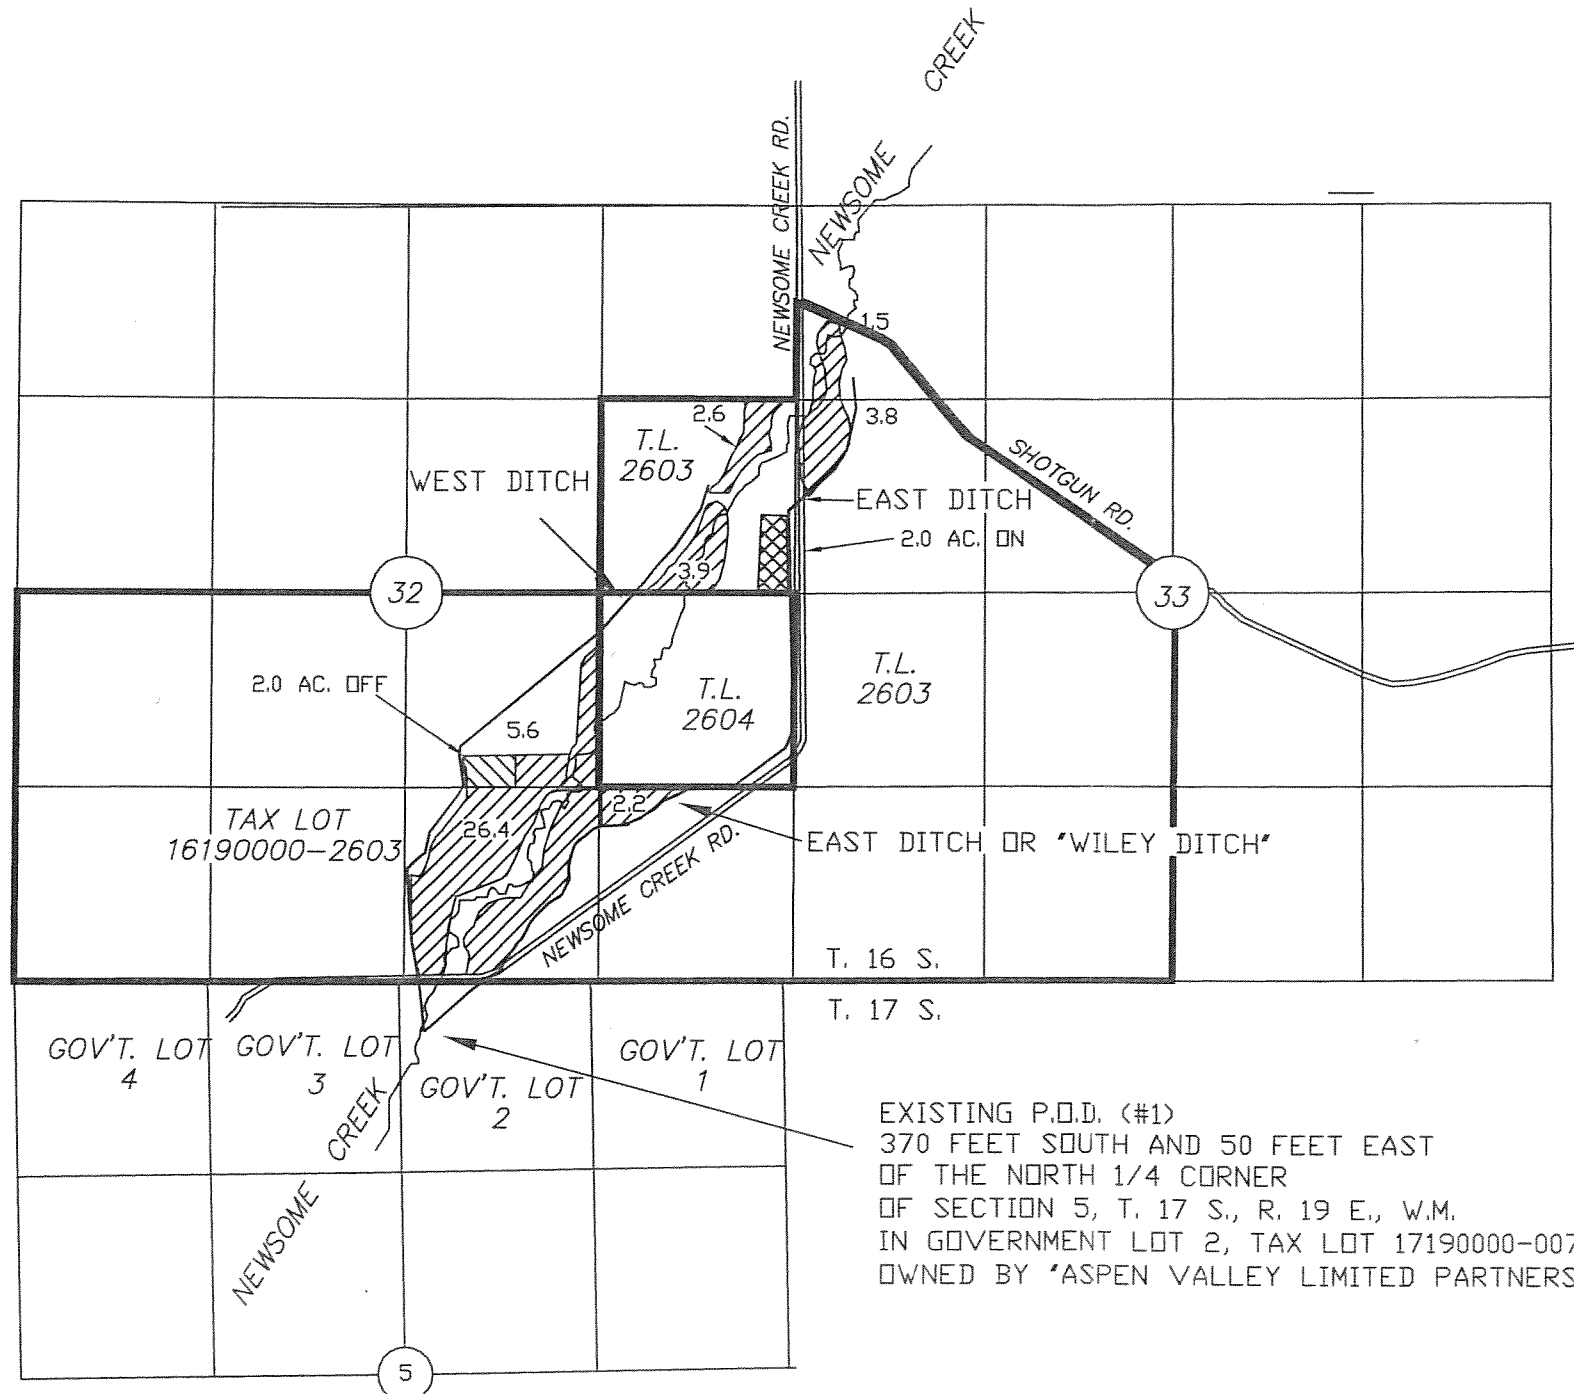 CREEK
NEWSOME
NEWSOME CREEK RD.
1.5
2.6
3.8
T.L.
2603
SHOTGUN RD.
WEST DITCH
EAST DITCH
2.0 AC. ON
3.9
32
33
T.L.
2603
2.0 AC. OFF
T.L.
2604
5.6
TAX LOT
16190000-2603
26.4
2.2
EAST DITCH OR "WILEY DITCH"
NEWSOME CREEK RD.
T. 16 S.
T. 17 S.
GOV'T. LOT
4
GOV'T. LOT
3
GOV'T. LOT
2
GOV'T. LOT
1
CREEK
NEWSOME
EXISTING P.O.D. (#1)
370 FEET SOUTH AND 50 FEET EAST
OF THE NORTH 1/4 CORNER
OF SECTION 5, T. 17 S., R. 19 E., W.M.
IN GOVERNMENT LOT 2, TAX LOT 17190000-007
OWNED BY "ASPEN VALLEY LIMITED PARTNERS
5